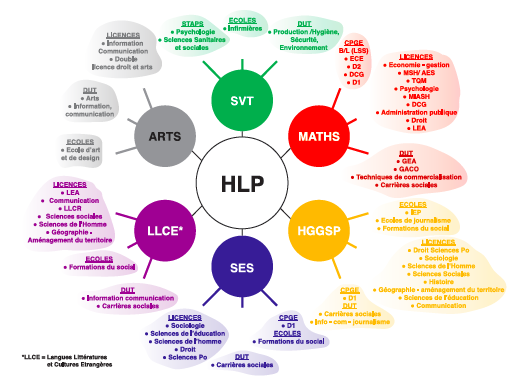 STAPS
• Psychologie
• Sciences Sanitaires
et sociales
ECOLES
• Infirmières
DUT
• Production /Hygiène,
Sécurité,
Environnement
SVT
CPGE
B/L (LSS)
• ECE
• D2
• DCG
• D1
LICENCES
• Economie - gestion
• MSH/ AES
• TQM
• Psychologie
• MIASH
• DCG
• Administration publique
• Droit
• LEA
MATHS
DUT
• GEA
• GACO
• Techniques de commercialisation
• Carrières sociales
LICENCES
• Information
Communication
• Double
licence droit et arts
DUT
• Arts
• Information,
communication
ARTS
ECOLES
• Ecole d'art
et de design
HLP
LICENCES
• LEA
• Communication
• LLCR
• Sciences sociales
• Sciences de l'Homme
• Géographie -
Aménagement du territoire
LLCE*
ECOLES
• Formations du social
DUT
• Information communication
• Carrières sociales
ECOLES
• IEP
• Ecoles de journalisme
• Formations du social
HGGSP
LICENCES
• Droit Sciences Po
• Sociologie
• Sciences de l'Homme
• Sciences Sociales
• Histoire
• Géographie - aménagement du territoire
• Sciences de l'éducation
• Communication
CPGE
• D1
DUT
• Carrières sociales
• Info-com- journalisme
SES
LICENCES
• Sociologie
• Sciences de l'éducation
• Sciences de l'homme
• Droit
• Sciences Po
CPGE
• D1
ECOLES
• Formations du social
DUT
• Carrières sociales
*LLCE = Langues Littératures
et Cultures Etrangères